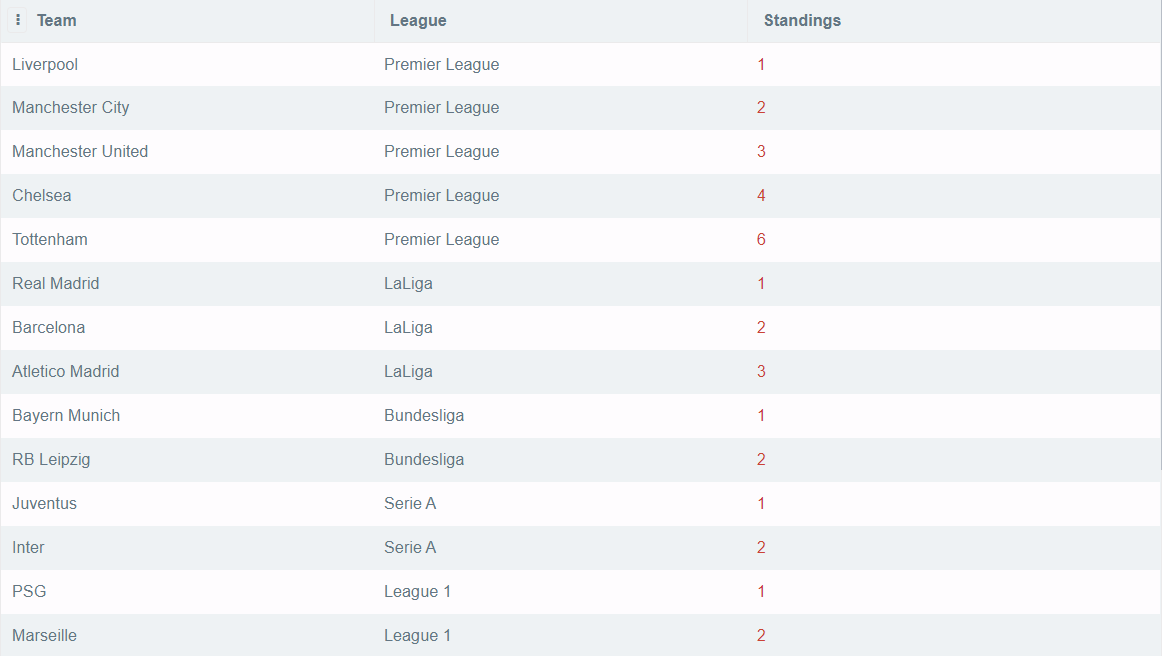 Team League Standings
Liverpool Premier League 1
Manchester City Premier League 2
Manchester United Premier League 3
Chelsea Premier League 4
Tottenham Premier League 6
Real Madrid LaLiga 1
Barcelona LaLiga 2
Atletico Madrid LaLiga 3
Bayern Munich Bundesliga 1
RB Leipzig Bundesliga 2
Juventus Serie A 1
Inter Serie A 2
PSG League 1 1
Marseille League 1 2